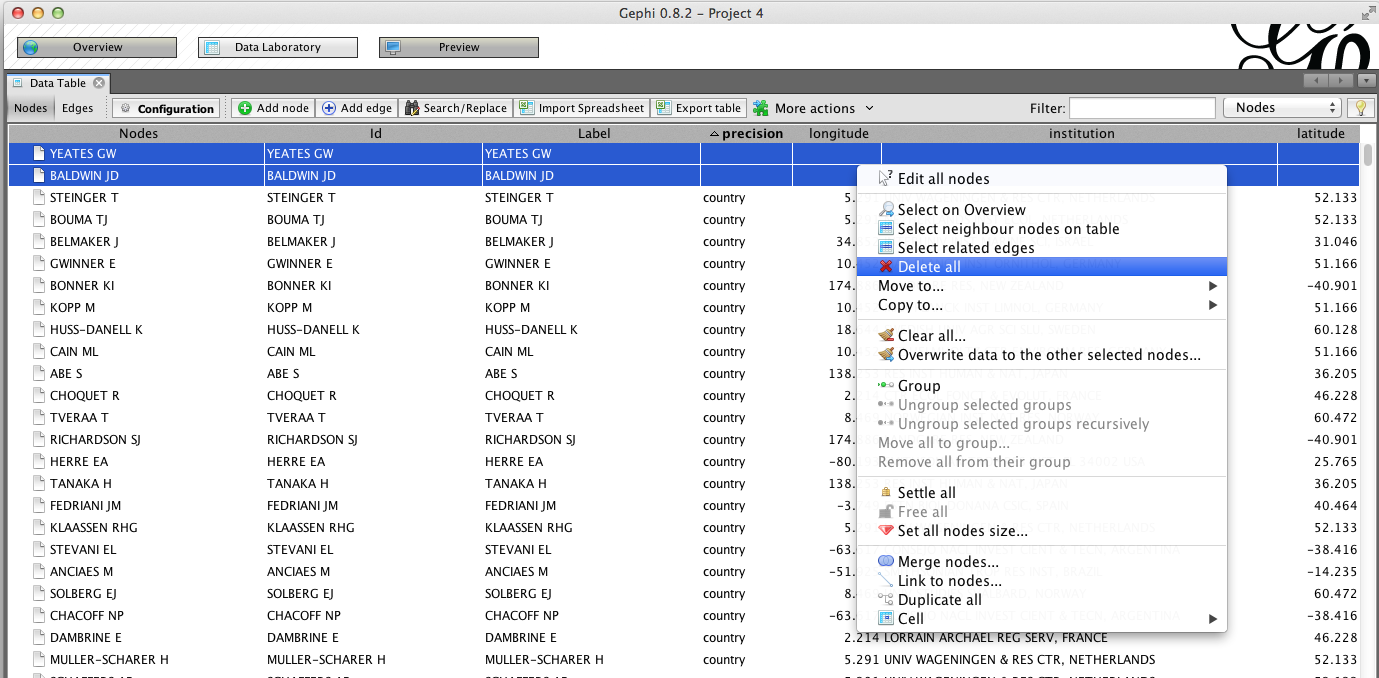 Gephi 0.8.2 – Project 4
Overview Data Laboratory Preview
Data Table
Nodes Edges Configuration Add node Add edge Search/Replace Import Spreadsheet Export table More actions Filter: Nodes
Nodes Id Label precision longitude institution latitude
YEATES GW YEATES GW YEATES GW
BALDWIN JD BALDWIN JD BALDWIN JD
STEINGER T STEINGER T STEINGER T country 5. 52.133
BOUMA TJ BOUMA TJ BOUMA TJ country 5. 52.133
BELMAKER J BELMAKER J BELMAKER J country 34. 31.046
GWINNER E GWINNER E GWINNER E country 10. 51.166
BONNER KI BONNER KI BONNER KI country 174. -40.901
KOPP M KOPP M KOPP M country 10. 51.166
HUSS-DANELL K HUSS-DANELL K HUSS-DANELL K country 18. 60.128
CAIN ML CAIN ML CAIN ML country 10. 51.166
ABE S ABE S ABE S country 138. 36.205
CHOQUET R CHOQUET R CHOQUET R country 2. 46.228
TVERAA T TVERAA T TVERAA T country 8. 60.472
RICHARDSON SJ RICHARDSON SJ RICHARDSON SJ country 174. -40.901
HERRE EA HERRE EA HERRE EA country -80. 25.765
TANAKA H TANAKA H TANAKA H country 138. 36.205
FEDRIANI JM FEDRIANI JM FEDRIANI JM country -3. 40.464
KLAASSEN RHG KLAASSEN RHG KLAASSEN RHG country 5. 52.133
STEVANI EL STEVANI EL STEVANI EL country -63. -38.416
ANCIAES M ANCIAES M ANCIAES M country -51. -14.235
SOLBERG EJ SOLBERG EJ SOLBERG EJ country 8. 60.472
CHACOFF NP CHACOFF NP CHACOFF NP country -63. -38.416
DAMBRINE E DAMBRINE E DAMBRINE E country 2.214 LORRAIN ARCHAEL REG SERV, FRANCE 46.228
MULLER-SCHARER H MULLER-SCHARER H MULLER-SCHARER H country 5.291 UNIV WAGENINGEN & RES CTR, NETHERLANDS 52.133
Edit all nodes
Select on Overview
Select neighbour nodes on table
Select related edges
Delete all
Move to...
Copy to...
Clear all...
Overwrite data to the other selected nodes...
Group
Ungroup selected groups
Ungroup selected groups recursively
Move all to group...
Remove all from their group
Settle all
Free all
Set all nodes size...
Merge nodes...
Link to nodes...
Duplicate all
Cell